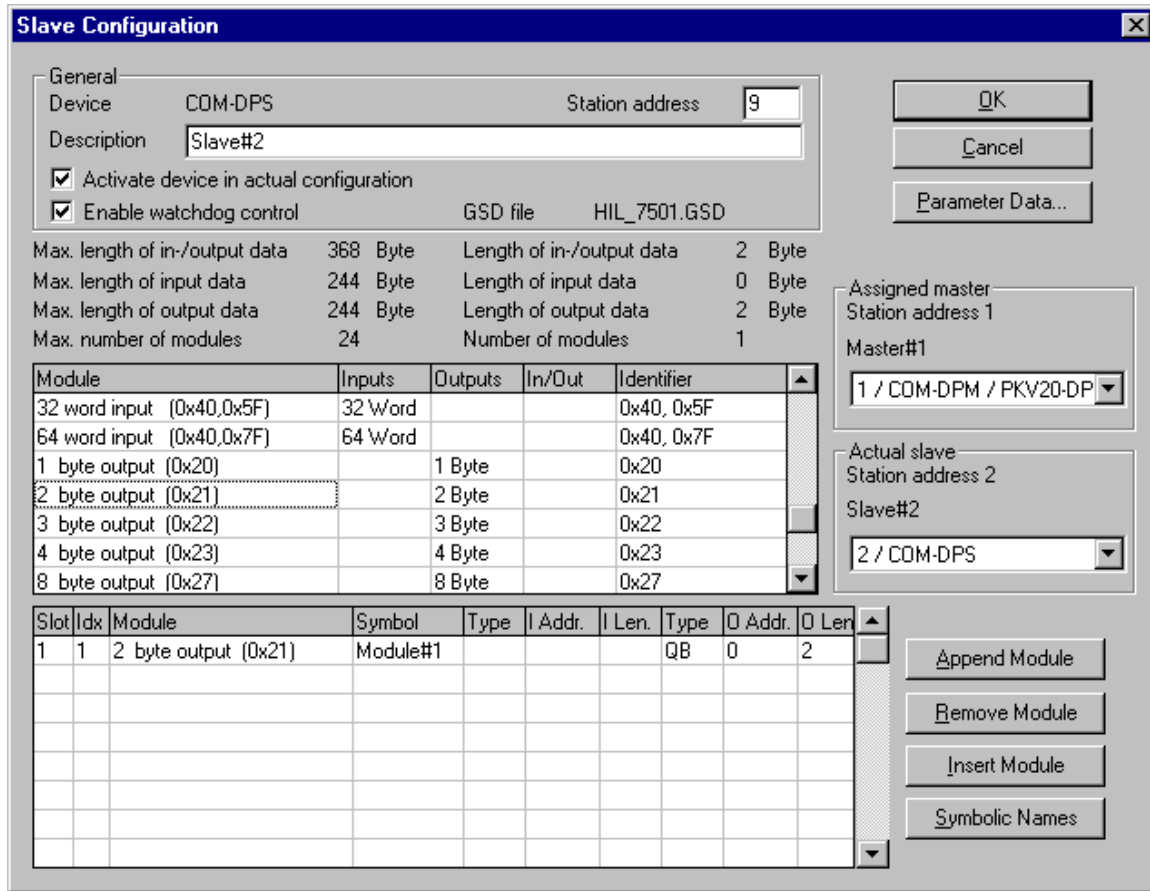 Slave Configuration
General
Device COM-DPS Station address 9
Description Slave#2
Activate device in actual configuration
Enable watchdog control GSD file HIL_7501.GSD
OK
Cancel
Parameter Data...
Max. length of in-/output data 368 Byte Length of in-/output data 2 Byte
Max. length of input data 244 Byte Length of input data 0 Byte
Max. length of output data 244 Byte Length of output data 2 Byte
Max. number of modules 24 Number of modules 1
Assigned master
Station address 1
Master#1
1 / COM-DPM / PKV20-DP
Actual slave
Station address 2
Slave#2
2 / COM-DPS
Module Inputs Outputs In/Out Identifier
32 word input (0x40,0x5F) 32 Word 0x40, 0x5F
64 word input (0x40,0x7F) 64 Word 0x40, 0x7F
1 byte output (0x20) 1 Byte 0x20
2 byte output (0x21) 2 Byte 0x21
3 byte output (0x22) 3 Byte 0x22
4 byte output (0x23) 4 Byte 0x23
8 byte output (0x27) 8 Byte 0x27
Slot Idx Module Symbol Type I Addr. I Len. Type O Addr. O Len
1 1 2 byte output (0x21) Module#1 QB 0 2
Append Module
Remove Module
Insert Module
Symbolic Names